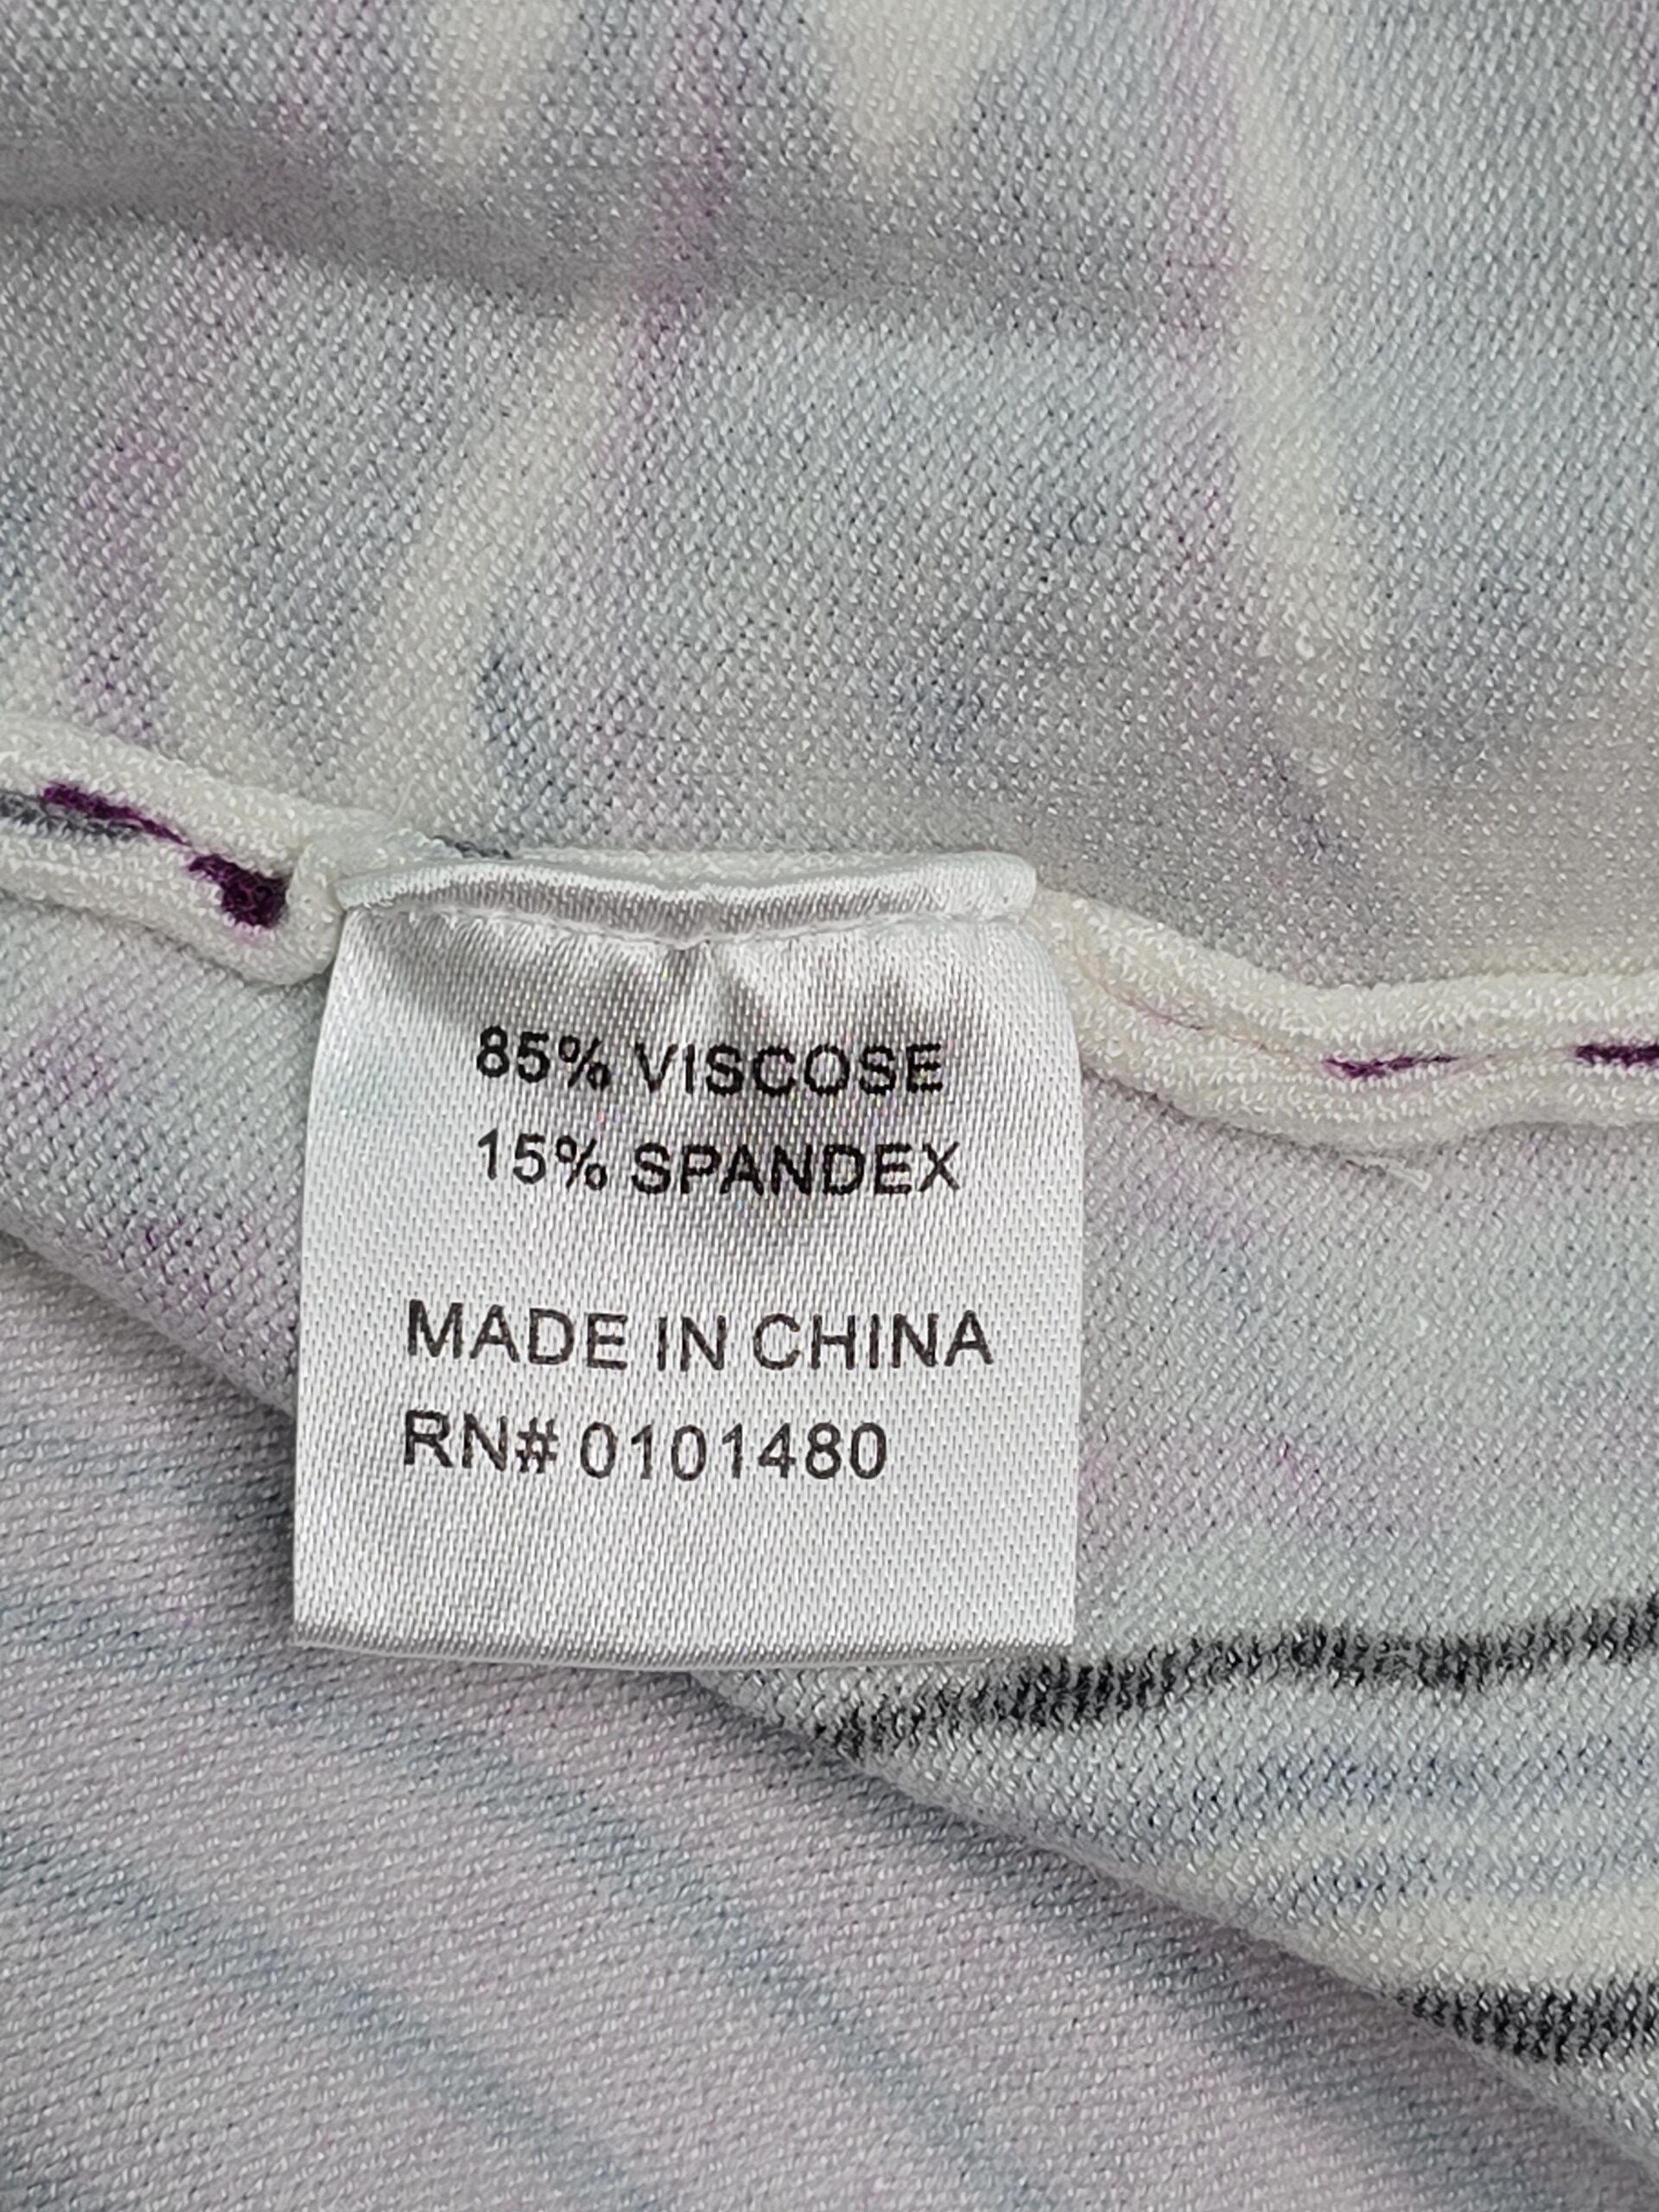 85% VISCOSE
15% SPANDEX
MADE IN CHINA
RN# 0101480